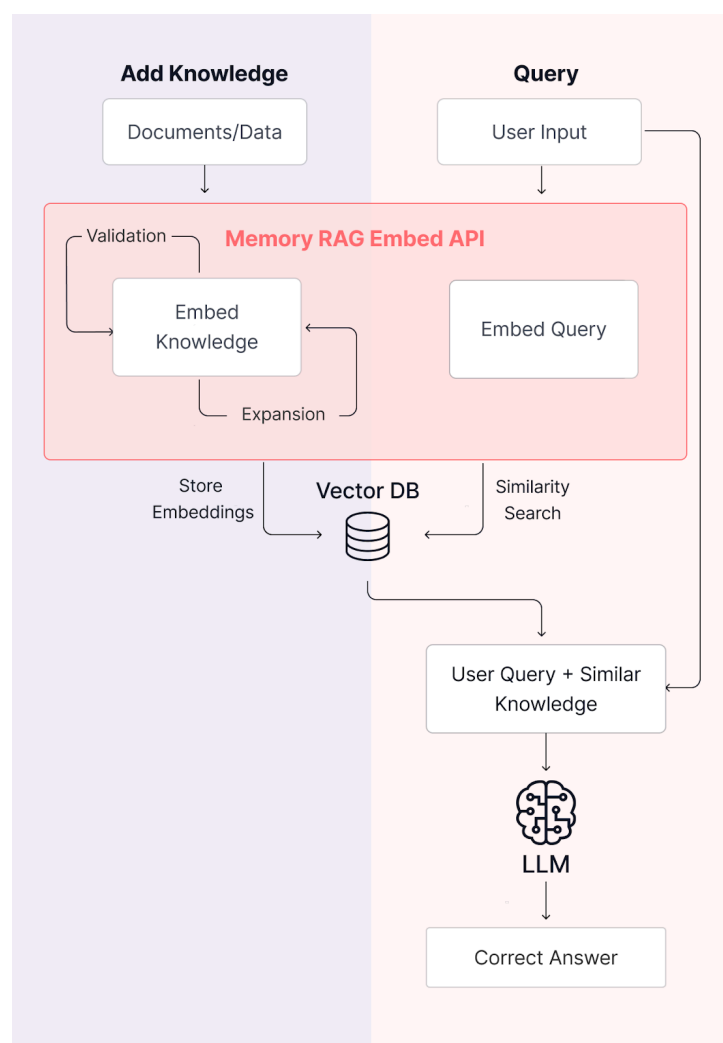 Add Knowledge
Query
Documents/Data
User Input
Memory RAG Embed API
Validation
Embed
Knowledge
Expansion
Embed Query
Store
Embeddings
Vector DB
Similarity
Search
User Query + Similar
Knowledge
LLM
Correct Answer